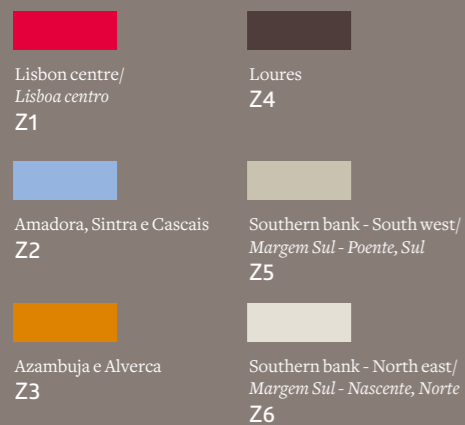 Lisbon centre/
Lisboa centro
Z1
Amadora, Sintra e Cascais
Z2
Azambuja e Alverca
Z3
Loures
Z4
Southern bank - South west/
Margem Sul - Poente, Sul
Z5
Southern bank - North east/
Margem Sul - Nascente, Norte
Z6